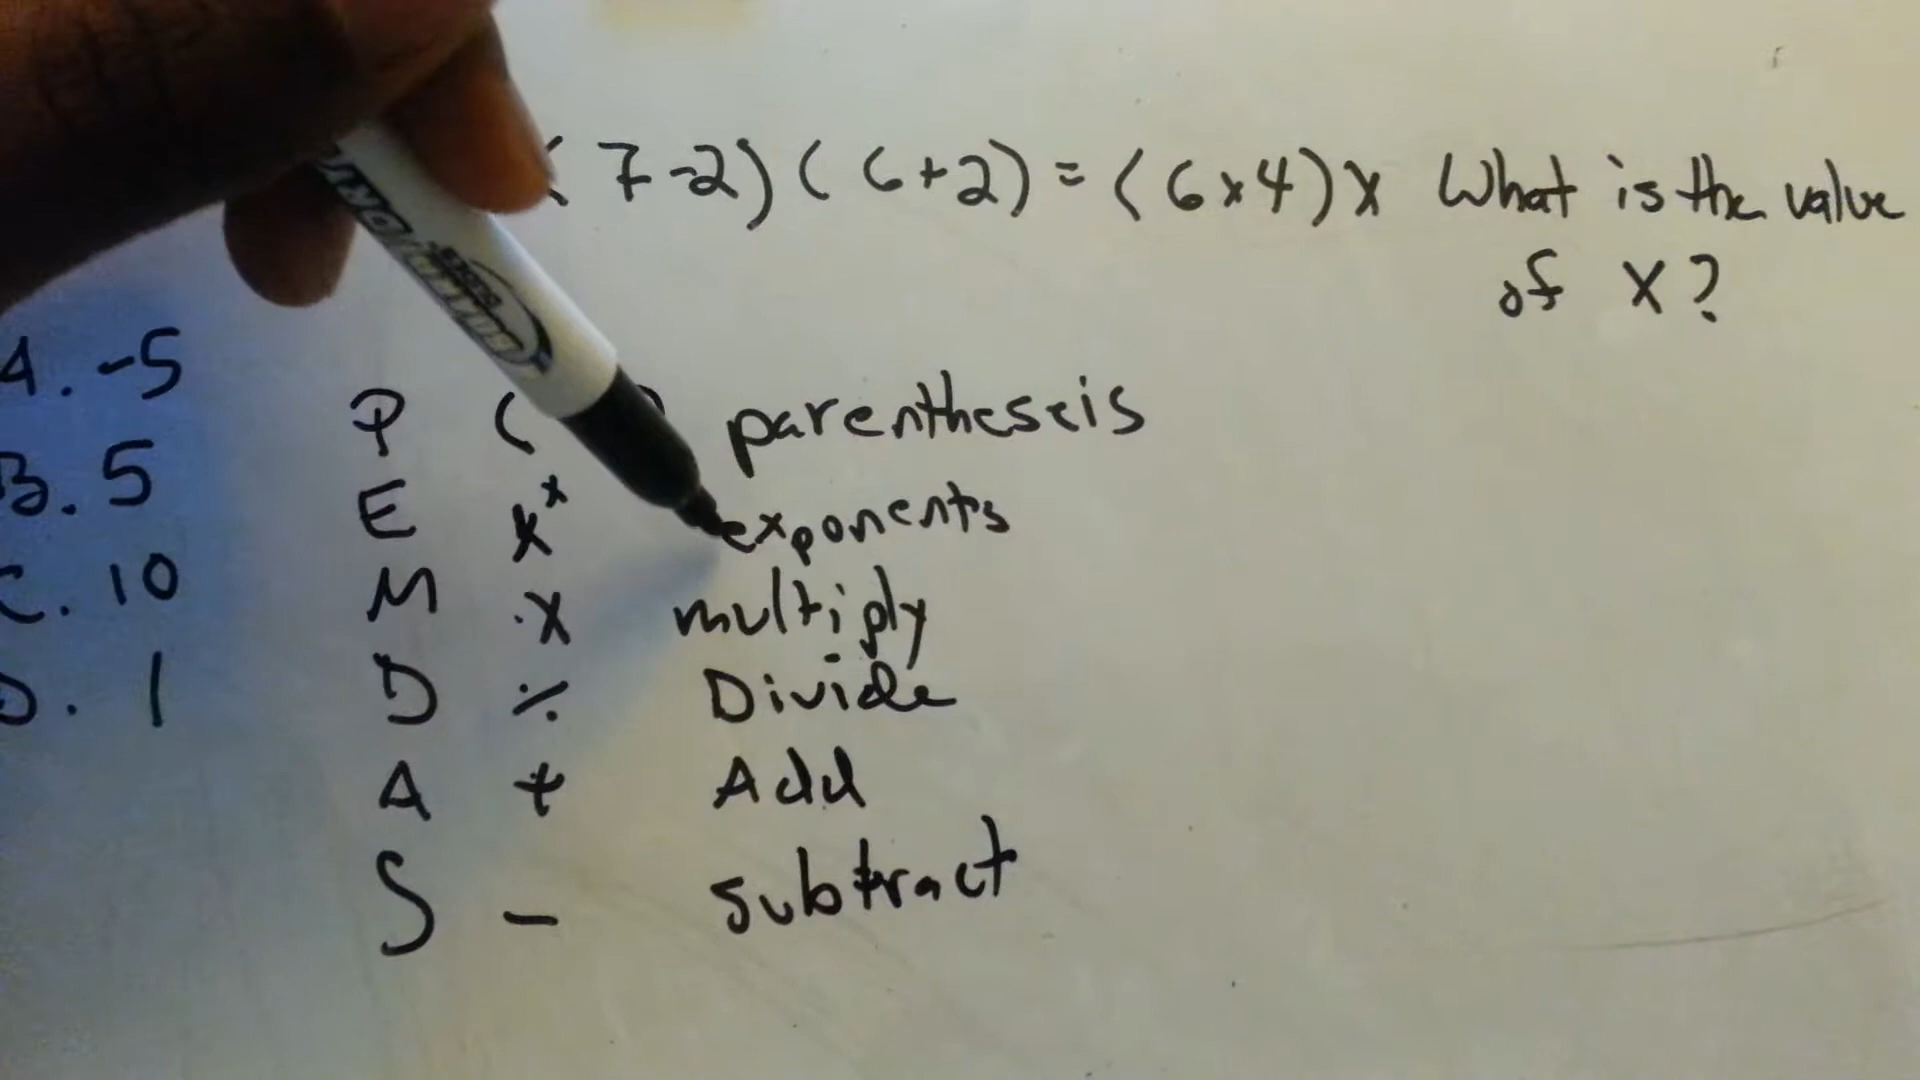 ( 7-2) ( 6+2) = ( 6x4) x What is the value
of x?
A. -5
B. 5
C. 10
D. 1
P ( ) parentheseis
E x^x exponents
M .X multiply
D ÷ Divide
A + Add
S - subtract